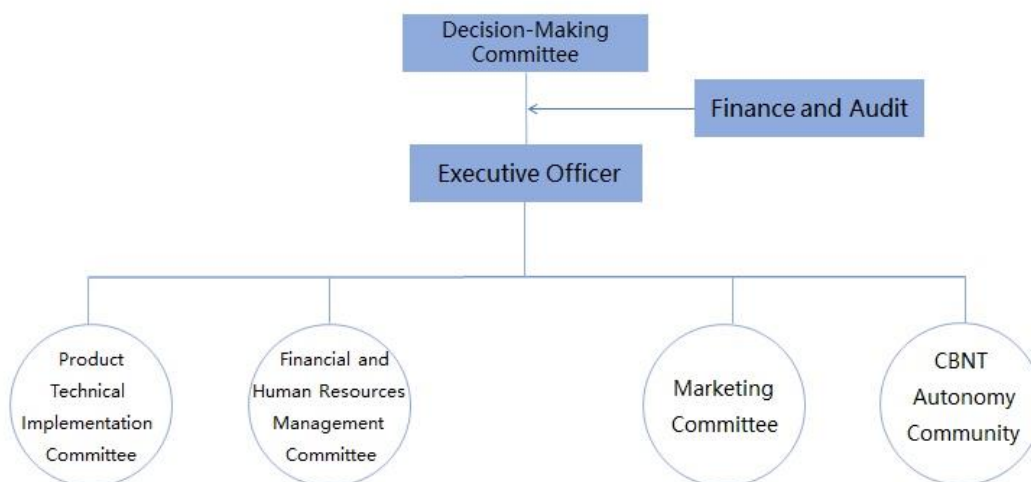 Decision-Making
Committee
Finance and Audit
Executive Officer
Product
Technical
Implementation
Committee
Financial and
Human Resources
Management
Committee
Marketing
Committee
CBNT
Autonomy
Community